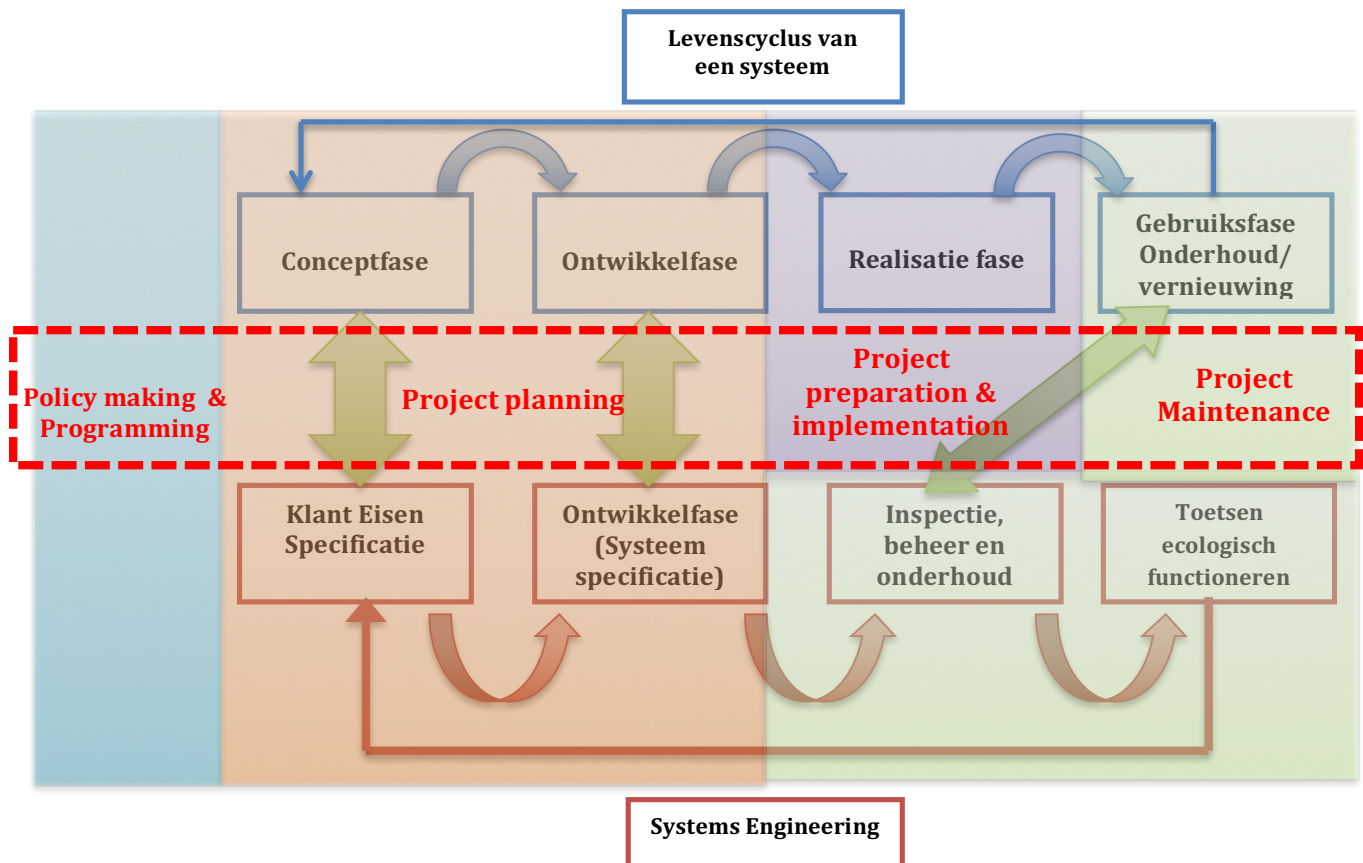 Levenscyclus van
een systeem
Conceptfase
Ontwikkelfase
Realisatie fase
Gebruiksfase
Onderhoud/
vernieuwing
Policy making &
Programming
Project planning
Project
preparation &
implementation
Project
Maintenance
Klant Eisen
Specificatie
Ontwikkelfase
(Systeem
specificatie)
Inspectie,
beheer en
onderhoud
Toetsen
ecologisch
functioneren
Systems Engineering